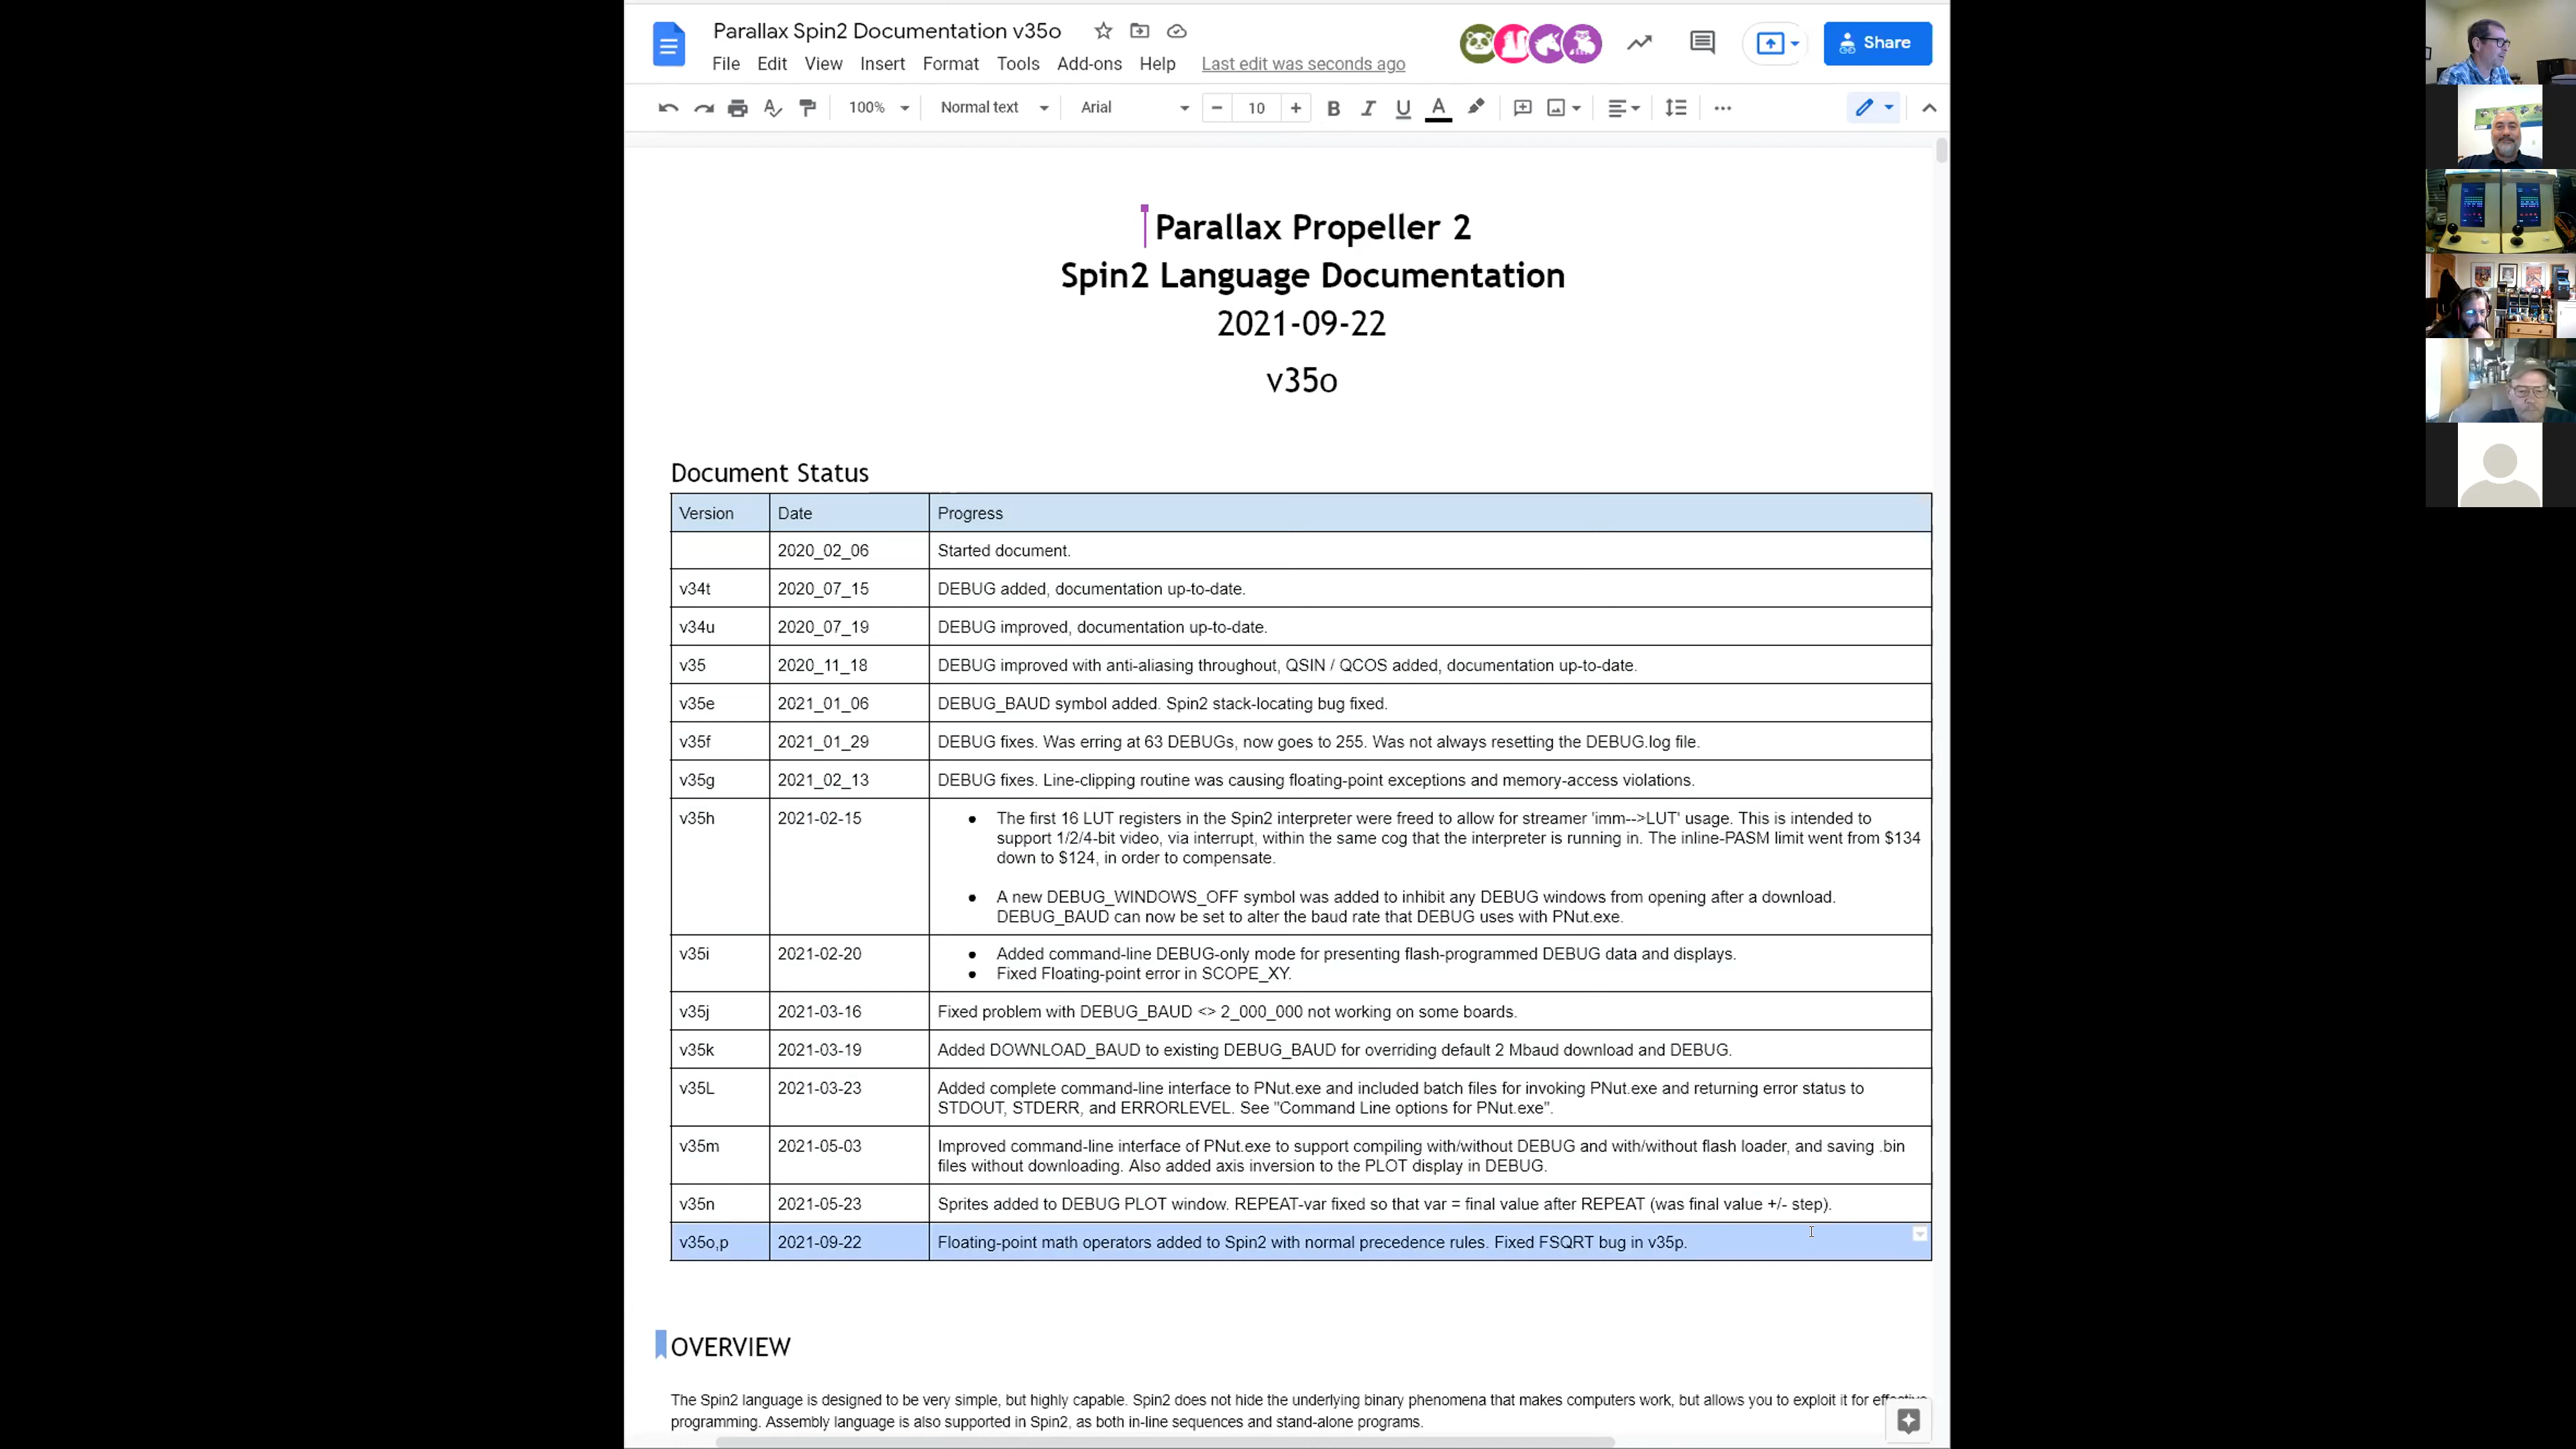 Parallax Spin2 Documentation v35o
File Edit View Insert Format Tools Add-ons Help Last edit was seconds ago
Share
100% Normal text Arial 10 B I U A
Parallax Propeller 2
Spin2 Language Documentation
2021-09-22
v35o
Document Status
Version Date Progress
2020_02_06 Started document.
v34t 2020_07_15 DEBUG added, documentation up-to-date.
v34u 2020_07_19 DEBUG improved, documentation up-to-date.
v35 2020_11_18 DEBUG improved with anti-aliasing throughout, QSIN / QCOS added, documentation up-to-date.
v35e 2021_01_06 DEBUG_BAUD symbol added. Spin2 stack-locating bug fixed.
v35f 2021_01_29 DEBUG fixes. Was erring at 63 DEBUGs, now goes to 255. Was not always resetting the DEBUG.log file.
v35g 2021_02_13 DEBUG fixes. Line-clipping routine was causing floating-point exceptions and memory-access violations.
v35h 2021-02-15 ● The first 16 LUT registers in the Spin2 interpreter were freed to allow for streamer 'imm-->LUT' usage. This is intended to
support 1/2/4-bit video, via interrupt, within the same cog that the interpreter is running in. The inline-PASM limit went from $134
down to $124, in order to compensate.
● A new DEBUG_WINDOWS_OFF symbol was added to inhibit any DEBUG windows from opening after a download.
DEBUG_BAUD can now be set to alter the baud rate that DEBUG uses with PNut.exe.
v35i 2021-02-20 ● Added command-line DEBUG-only mode for presenting flash-programmed DEBUG data and displays.
● Fixed Floating-point error in SCOPE_XY.
v35j 2021-03-16 Fixed problem with DEBUG_BAUD <> 2_000_000 not working on some boards.
v35k 2021-03-19 Added DOWNLOAD_BAUD to existing DEBUG_BAUD for overriding default 2 Mbaud download and DEBUG.
v35L 2021-03-23 Added complete command-line interface to PNut.exe and included batch files for invoking PNut.exe and returning error status to
STDOUT, STDERR, and ERRORLEVEL. See "Command Line options for PNut.exe".
v35m 2021-05-03 Improved command-line interface of PNut.exe to support compiling with/without DEBUG and with/without flash loader, and saving .bin
files without downloading. Also added axis inversion to the PLOT display in DEBUG.
v35n 2021-05-23 Sprites added to DEBUG PLOT window. REPEAT-var fixed so that var = final value after REPEAT (was final value +/- step).
v35o,p 2021-09-22 Floating-point math operators added to Spin2 with normal precedence rules. Fixed FSQRT bug in v35p.
OVERVIEW
The Spin2 language is designed to be very simple, but highly capable. Spin2 does not hide the underlying binary phenomena that makes computers work, but allows you to exploit it for effective
programming. Assembly language is also supported in Spin2, as both in-line sequences and stand-alone programs.